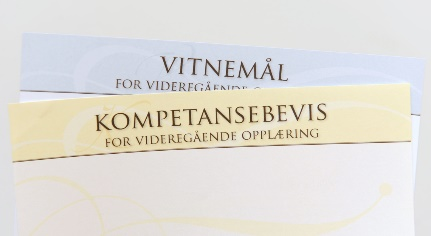 VITNEMÅL
FOR VIDEREGÅENDE
KOMPETANSEBEVIS
FOR VIDEREGÅENDE OPPLÆRING